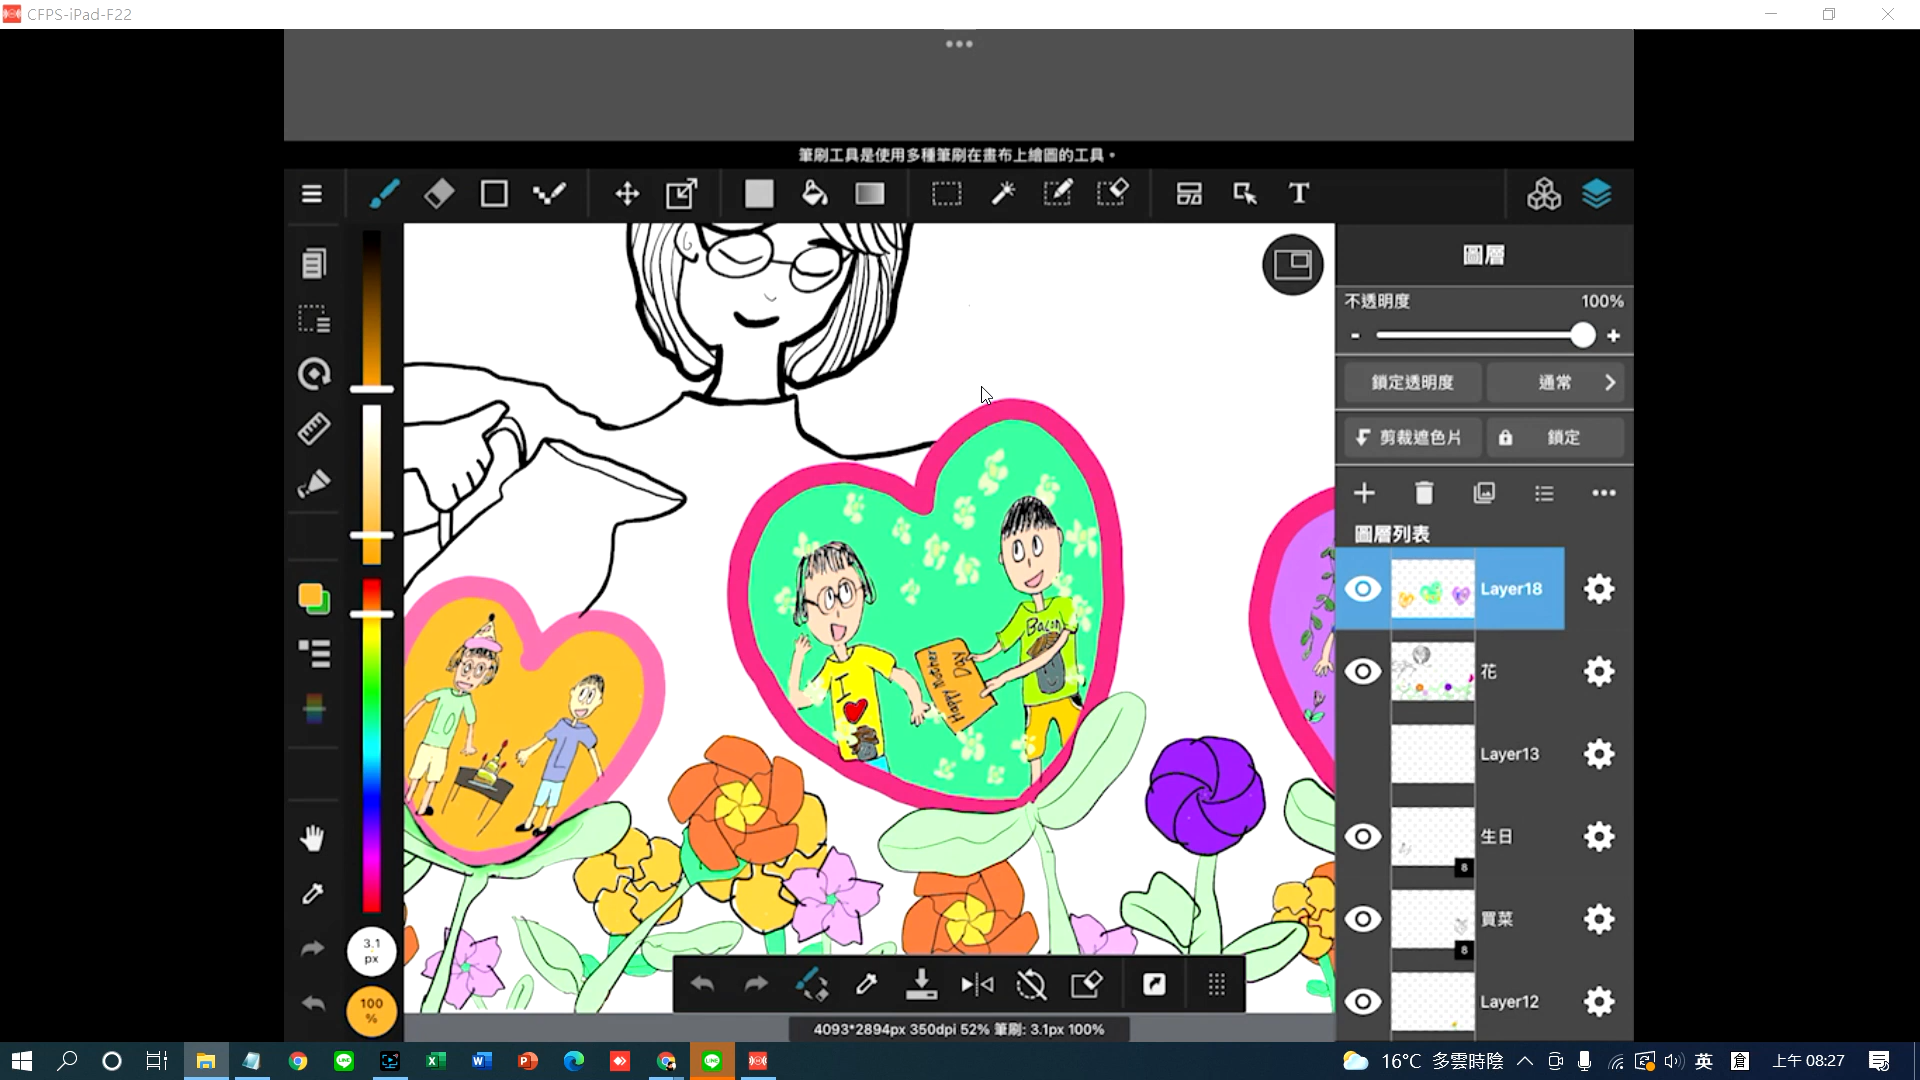 CFPS-iPad-F22
筆刷工具是使用多種筆刷在畫布上繪圖的工具。
T
圖層
不透明度 100%
- +
鎖定透明度 通常
剪裁遮色片 鎖定
圖層列表
Layer18
花
Layer13
生日
8
買菜
8
Layer12
Bacon
Happy Mother
Day
I
3.1
px
100
%
4093*2894px 350dpi 52% 筆刷: 3.1px 100%
16°C 多雲時陰 英 倉 上午 08:27